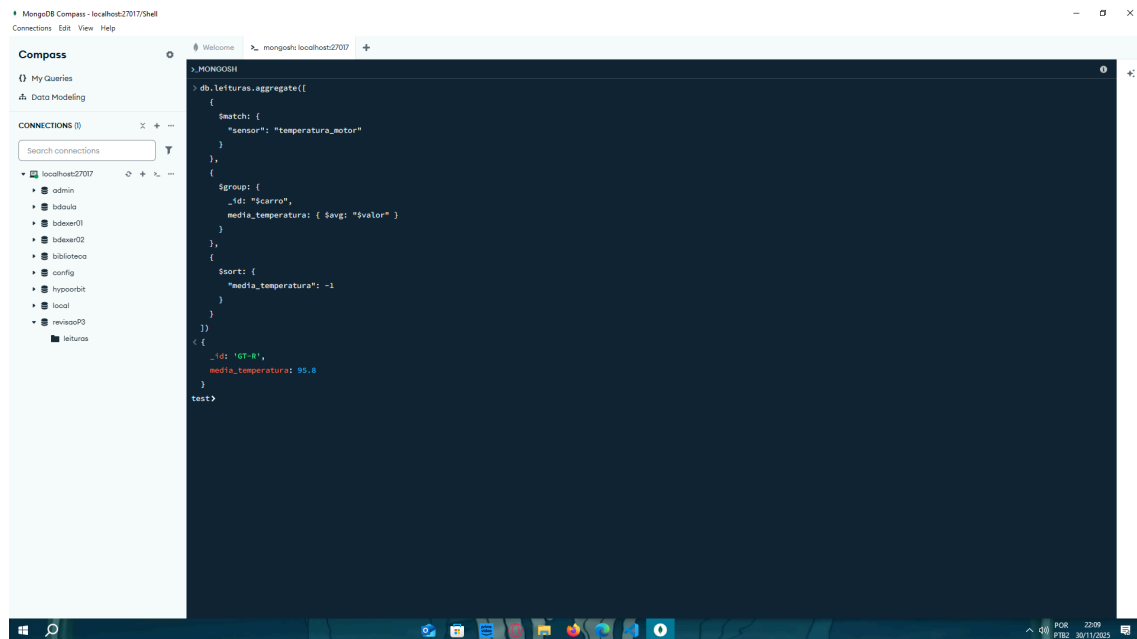 MongoDB Compass - localhost:27017/Shell
Connections Edit View Help
Compass
My Queries
Data Modeling
CONNECTIONS (1)
Search connections
localhost:27017
admin
bdaula
bdexer01
bdexer02
biblioteca
config
hypoorbit
local
revisaoP3
leituras
Welcome
>_ mongosh: localhost:27017 +
>_MONGOSH
> db.leituras.aggregate([
{
$match: {
"sensor": "temperatura_motor"
}
},
{
$group: {
_id: "$carro",
media_temperatura: { $avg: "$valor" }
}
},
{
$sort: {
"media_temperatura": -1
}
}
])
< {
_id: 'GT-R',
media_temperatura: 95.8
}
test>
POR 22:09
PTB2 30/11/2025